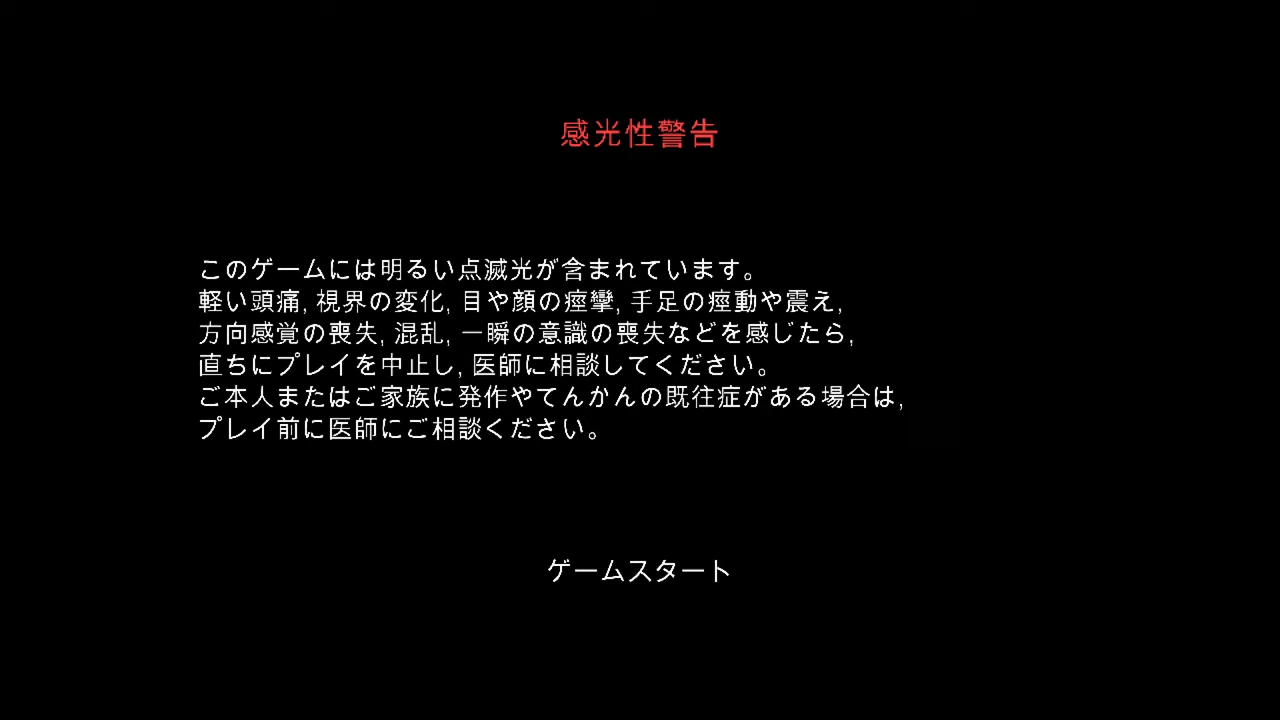 感光性警告
このゲームには明るい点滅光が含まれています。
軽い頭痛, 視界の変化, 目や顔の痙攣, 手足の痙動や震え,
方向感覚の喪失, 混乱, 一瞬の意識の喪失などを感じたら,
直ちにプレイを中止し, 医師に相談してください。
ご本人またはご家族に発作やてんかんの既往症がある場合は,
プレイ前に医師にご相談ください。
ゲームスタート